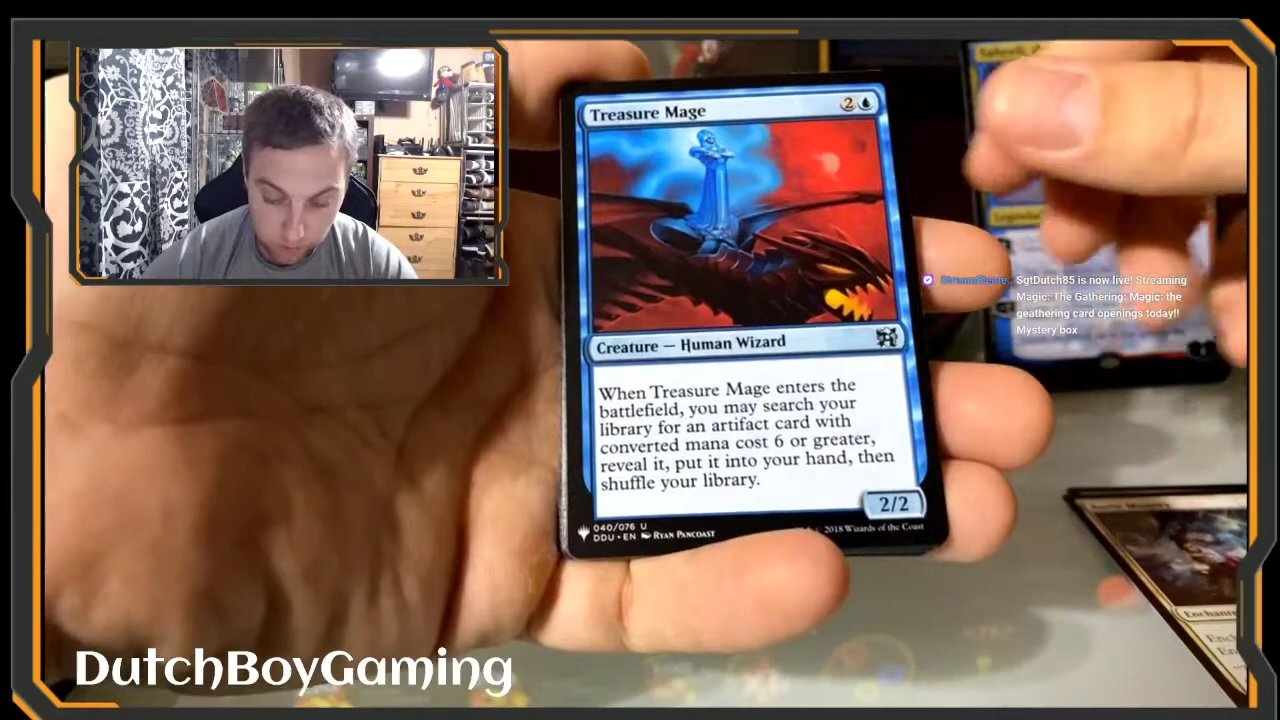 Treasure Mage
2
Creature — Human Wizard
When Treasure Mage enters the
battlefield, you may search your
library for an artifact card with
converted mana cost 6 or greater,
reveal it, put it into your hand, then
shuffle your library.
2/2
040/076 U
DDU • EN RYAN PANCOAST
2018 Wizards of the Coast
SgtDutch85 is now live! Streaming
Magic: The Gathering: Magic: the
geathering card openings today!!
Mystery box
DutchBoyGaming